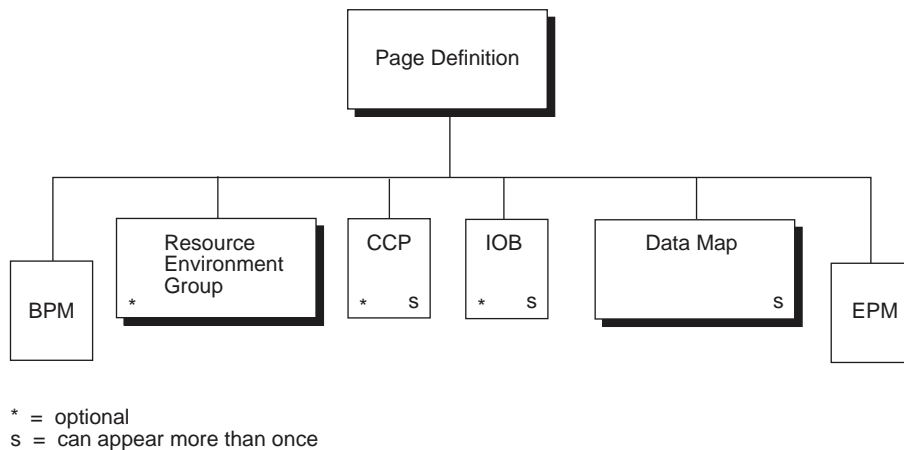 Page Definition
BPM
Resource
Environment
Group
*
CCP
* s
IOB
* s
Data Map
s
EPM
* = optional
s = can appear more than once